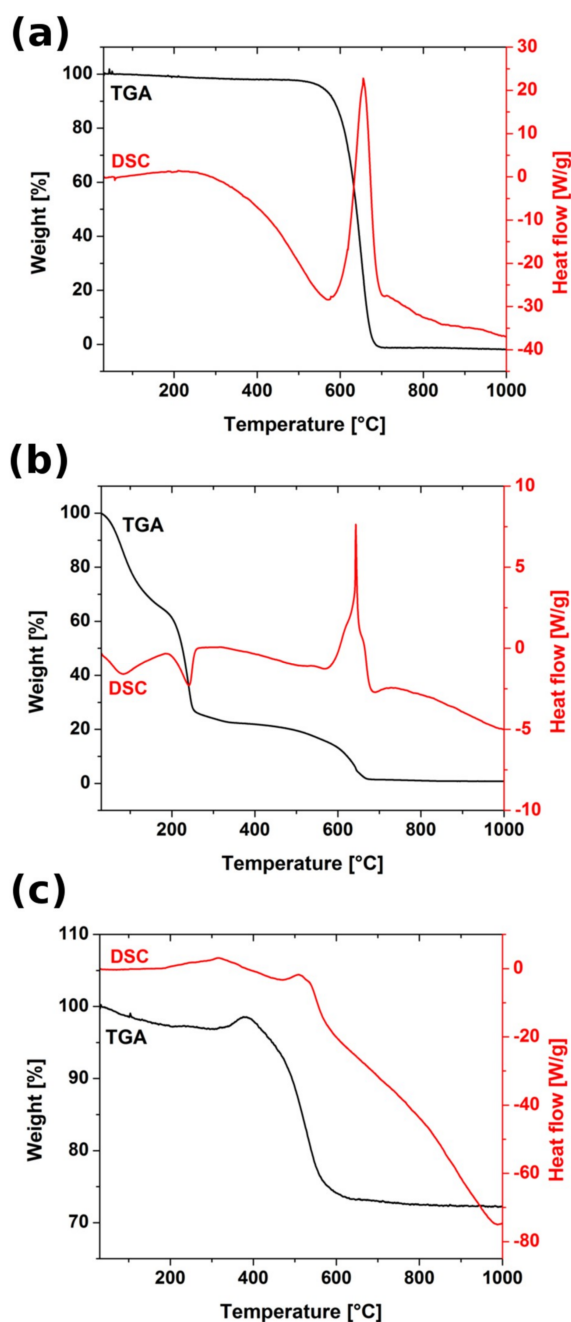 (a)
100
80
60
40
20
0
Weight [%]
TGA
DSC
30
20
10
0
-10
-20
-30
-40
Heat flow [W/g]
200 400 600 800 1000
Temperature [°C]
(b)
100
80
60
40
20
0
Weight [%]
TGA
DSC
10
5
0
-5
-10
Heat flow [W/g]
200 400 600 800 1000
Temperature [°C]
(c)
110
100
90
80
70
Weight [%]
DSC
TGA
0
-20
-40
-60
-80
Heat flow [W/g]
200 400 600 800 1000
Temperature [°C]